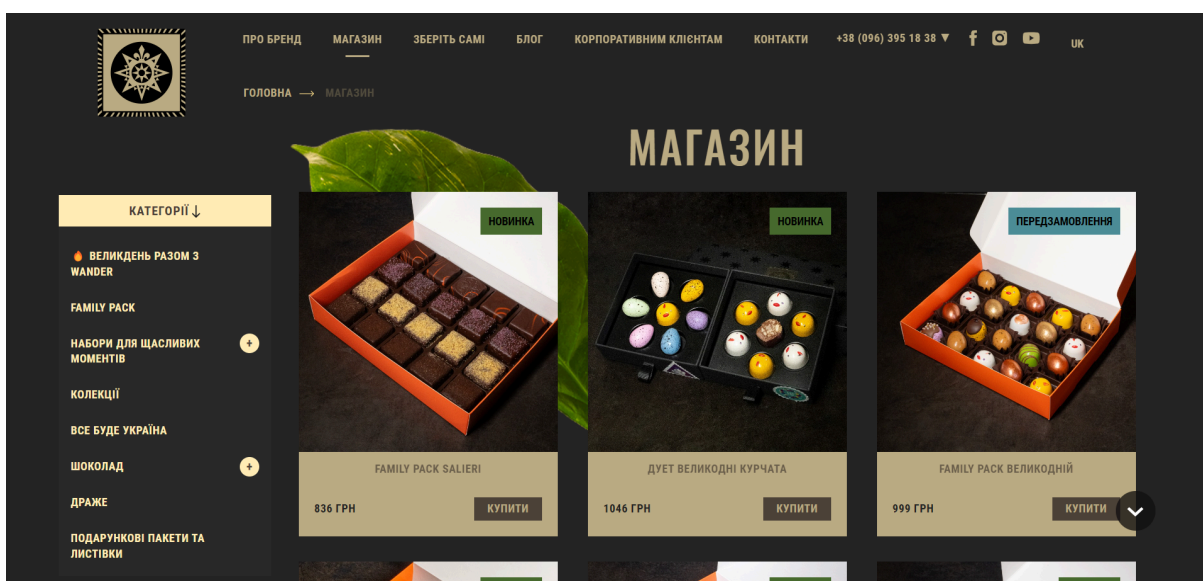 ПРО БРЕНД
МАГАЗИН
ЗБЕРІТЬ САМІ
БЛОГ
КОРПОРАТИВНИМ КЛІЄНТАМ
КОНТАКТИ
+38 (096) 395 18 38 ▼
UK
ГОЛОВНА → МАГАЗИН
МАГАЗИН
КАТЕГОРІЇ ↓
🔥 ВЕЛИКДЕНЬ РАЗОМ З
WANDER
FAMILY PACK
НАБОРИ ДЛЯ ЩАСЛИВИХ
МОМЕНТІВ
КОЛЕКЦІЇ
ВСЕ БУДЕ УКРАЇНА
ШОКОЛАД
ДРАЖЕ
ПОДАРУНКОВІ ПАКЕТИ ТА
ЛИСТІВКИ
НОВИНКА
FAMILY PACK SALIERI
836 ГРН
КУПИТИ
НОВИНКА
ДУЕТ ВЕЛИКОДНІ КУРЧАТА
1046 ГРН
КУПИТИ
ПЕРЕДЗАМОВЛЕННЯ
FAMILY PACK ВЕЛИКОДНІЙ
999 ГРН
КУПИТИ